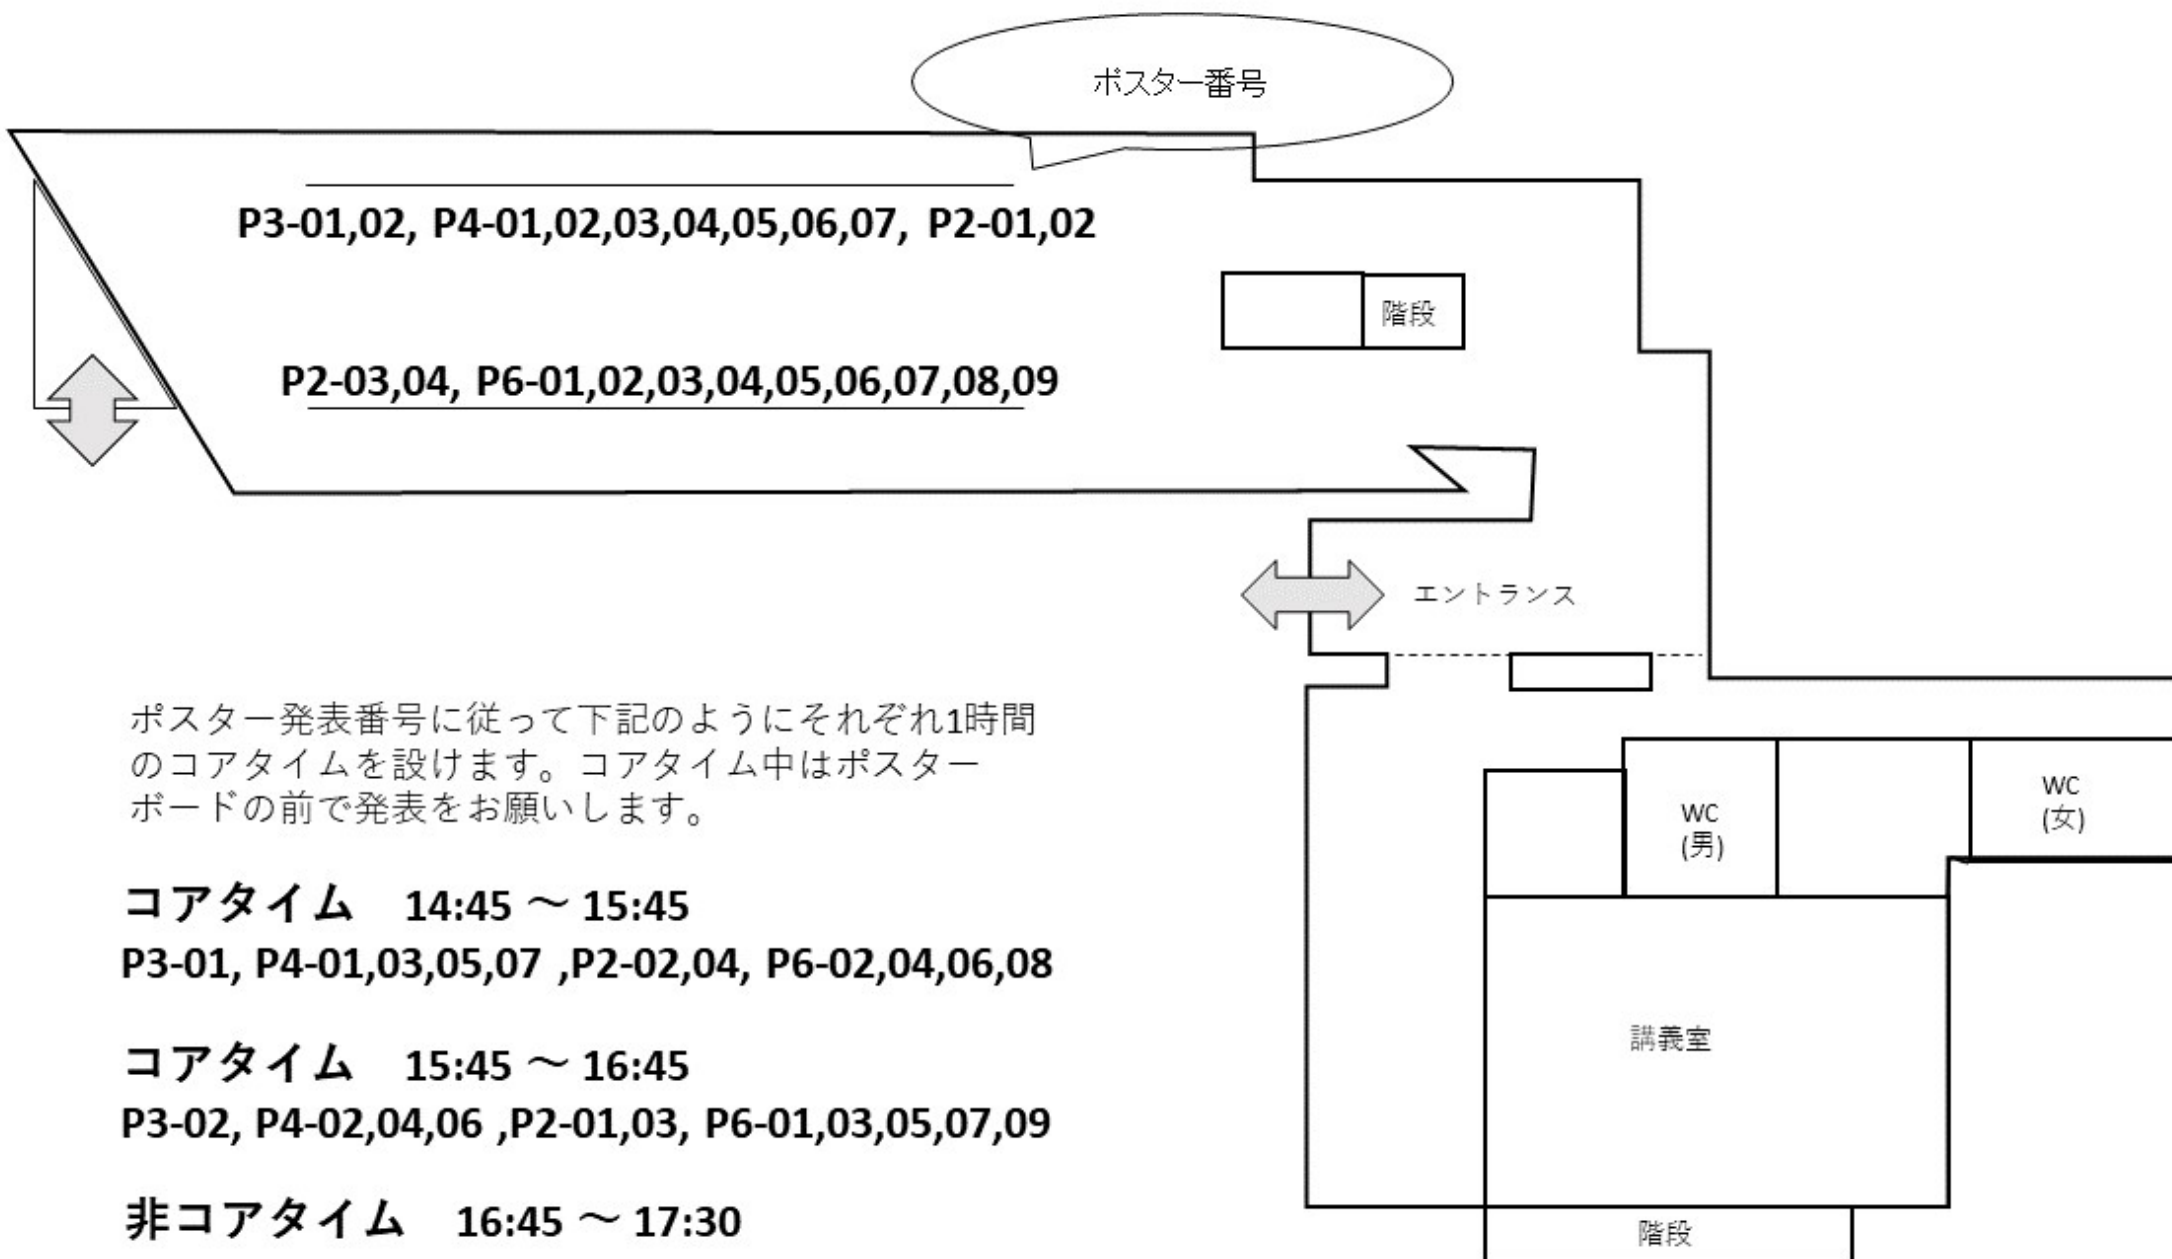 ポスター番号
P3-01,02, P4-01,02,03,04,05,06,07, P2-01,02
階段
P2-03,04, P6-01,02,03,04,05,06,07,08,09
エントランス
ポスター発表番号に従って下記のようにそれぞれ1時間
のコアタイムを設けます。コアタイム中はポスター
ボードの前で発表をお願いします。
コアタイム　14:45 ～ 15:45
P3-01, P4-01,03,05,07 ,P2-02,04, P6-02,04,06,08
コアタイム　15:45 ～ 16:45
P3-02, P4-02,04,06 ,P2-01,03, P6-01,03,05,07,09
非コアタイム　16:45 ～ 17:30
WC
(男)
WC
(女)
講義室
階段